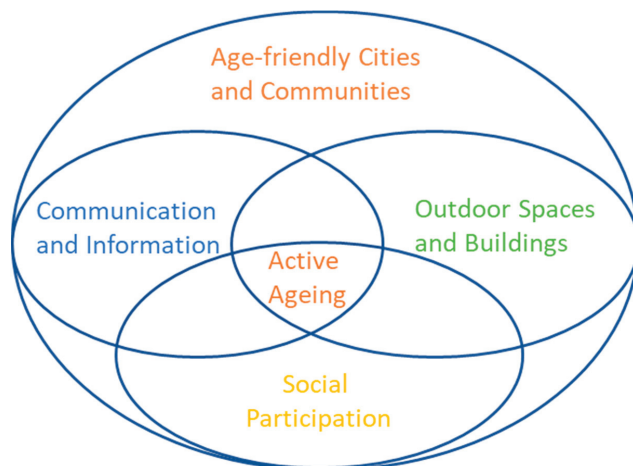 Age-friendly Cities
and Communities
Communication
and Information
Outdoor Spaces
and Buildings
Active
Ageing
Social
Participation